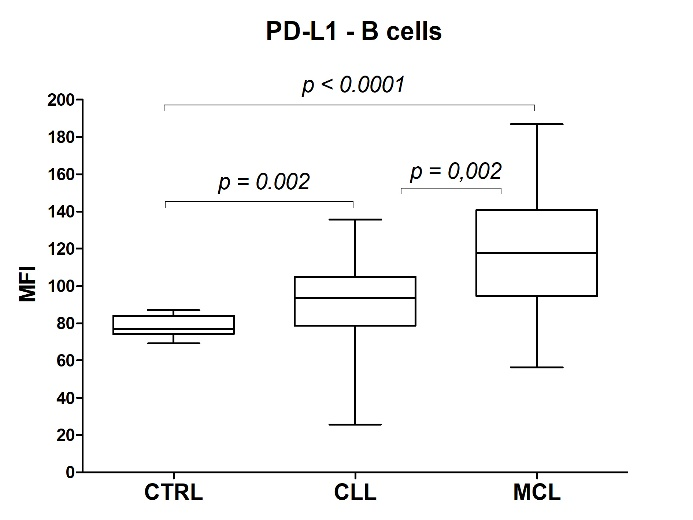 PD-L1 - B cells
p < 0.0001
200
180
160
p = 0.002
p = 0,002
140
120
100
80
60
40
20
0
MFI
CTRL CLL MCL